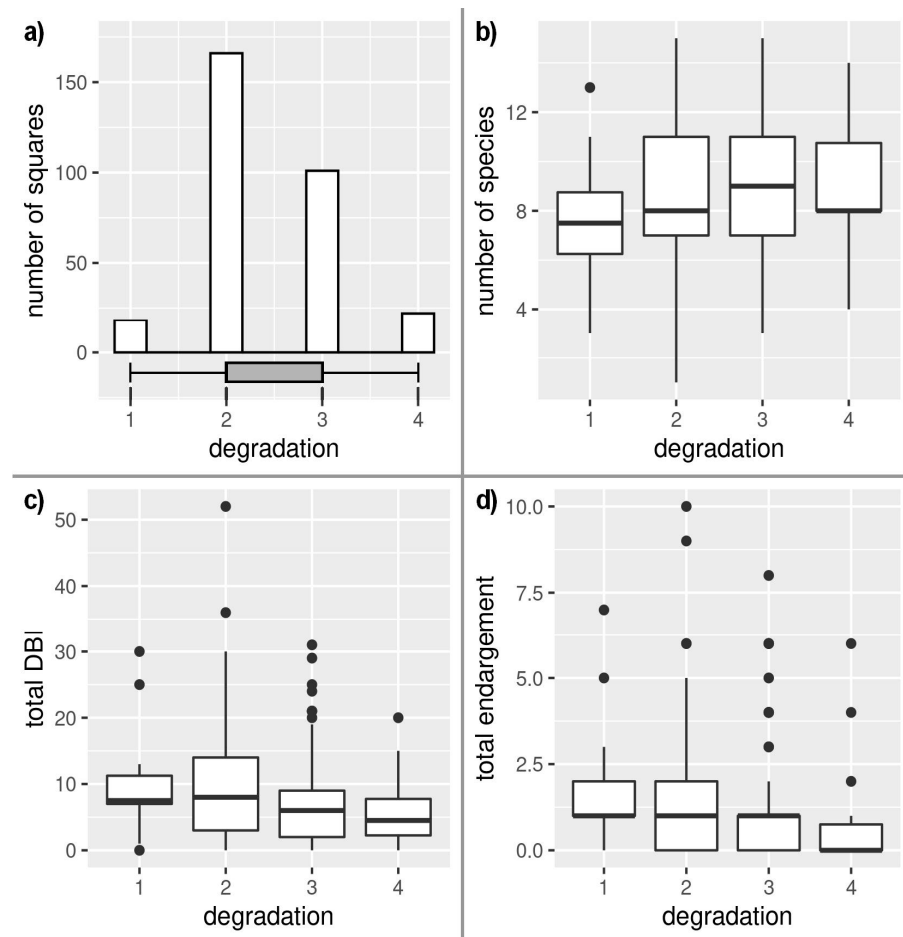 a)
number of squares
150
100
50
0
1 2 3 4
degradation
b)
number of species
12
8
4
1 2 3 4
degradation
c)
total DBI
50
40
30
20
10
0
1 2 3 4
degradation
d)
total endargement
10.0
7.5
5.0
2.5
0.0
1 2 3 4
degradation